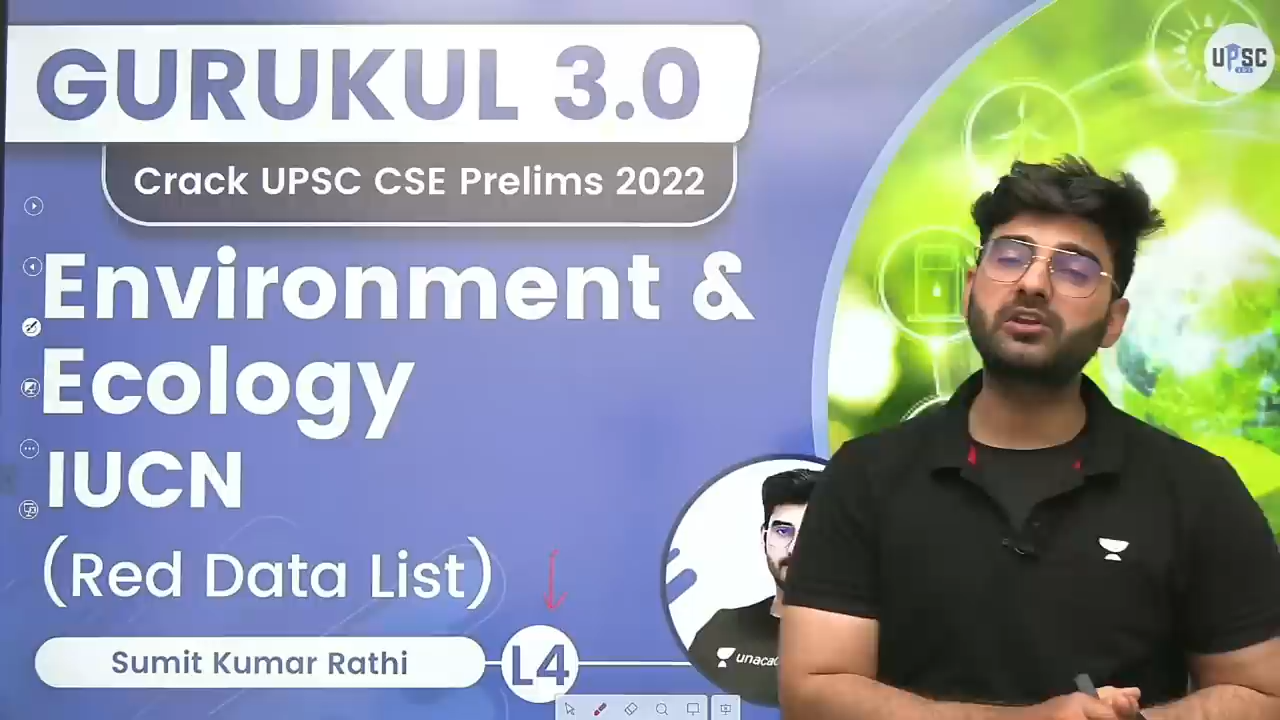 GURUKUL 3.0
UPSC
Crack UPSC CSE Prelims 2022
Environment &
Ecology
IUCN
(Red Data List)
Sumit Kumar Rathi
L4